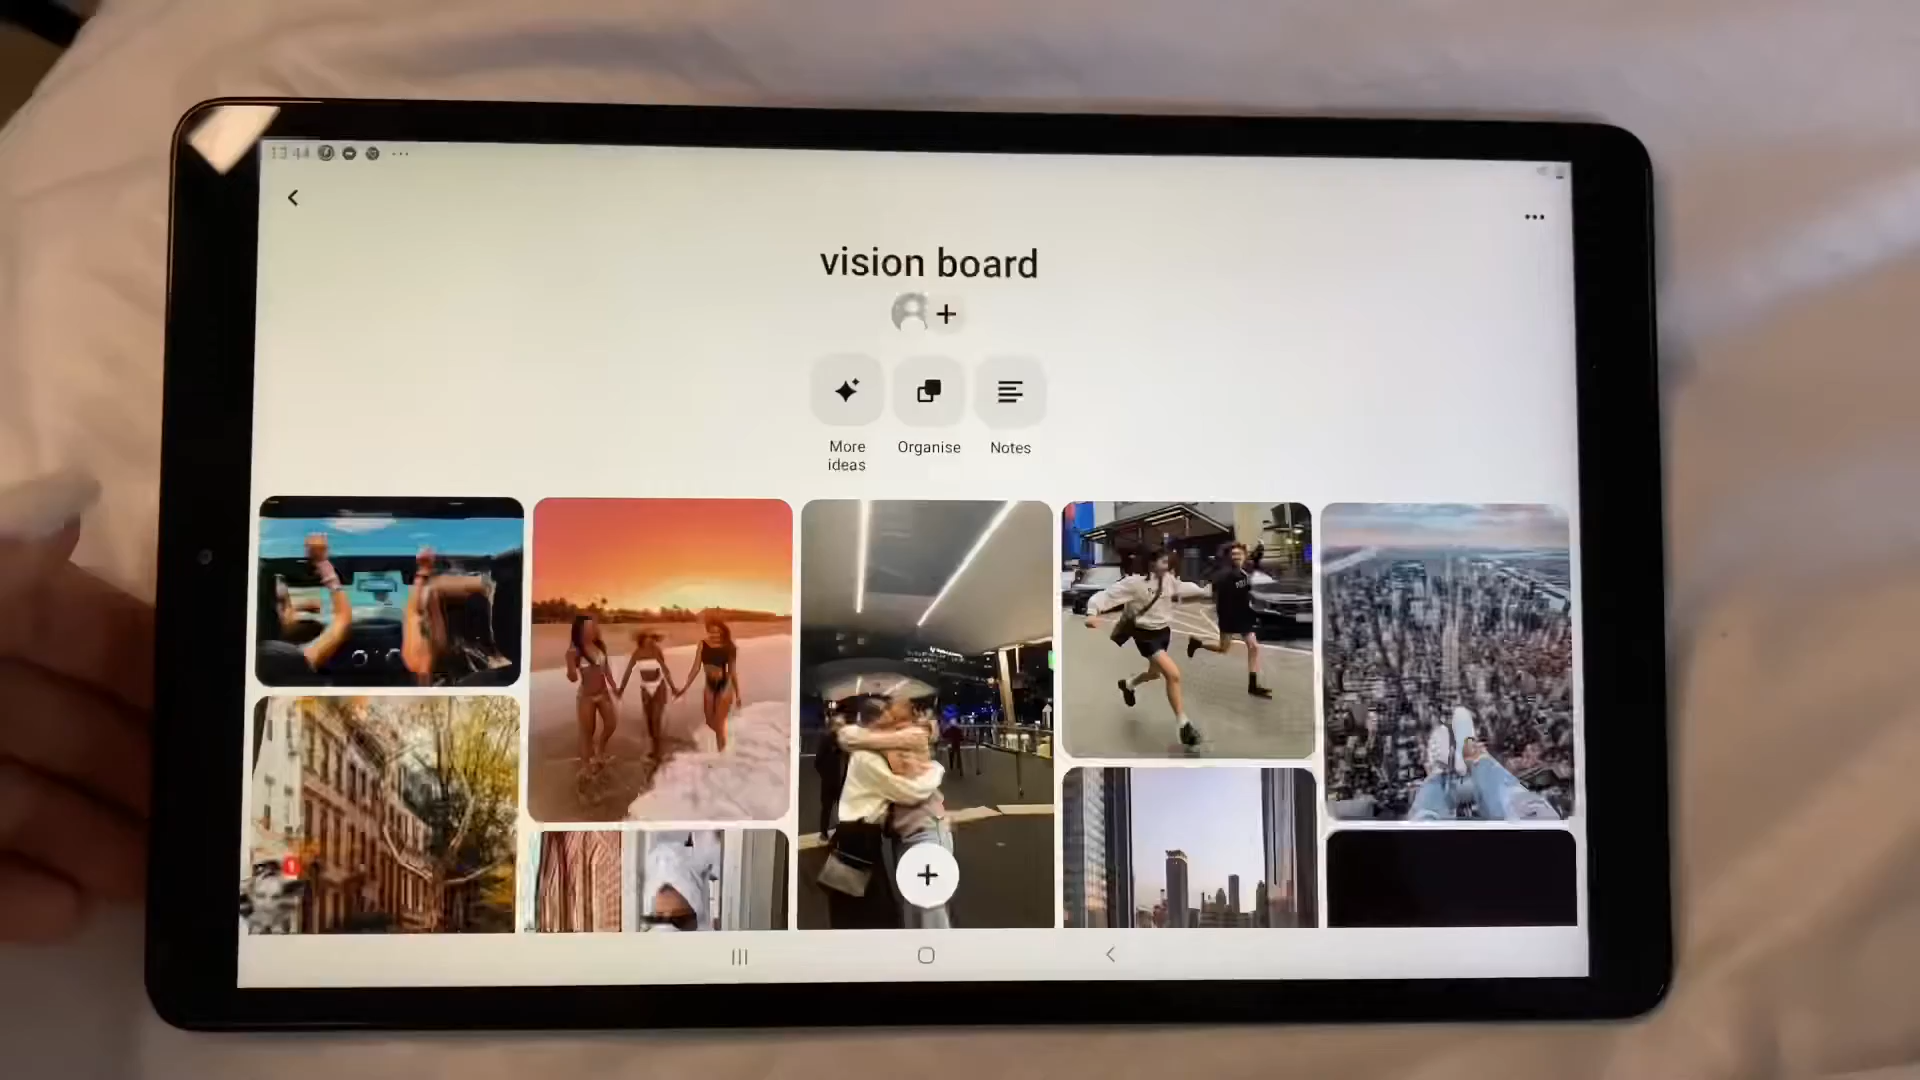 13 44
vision board
More
ideas
Organise
Notes